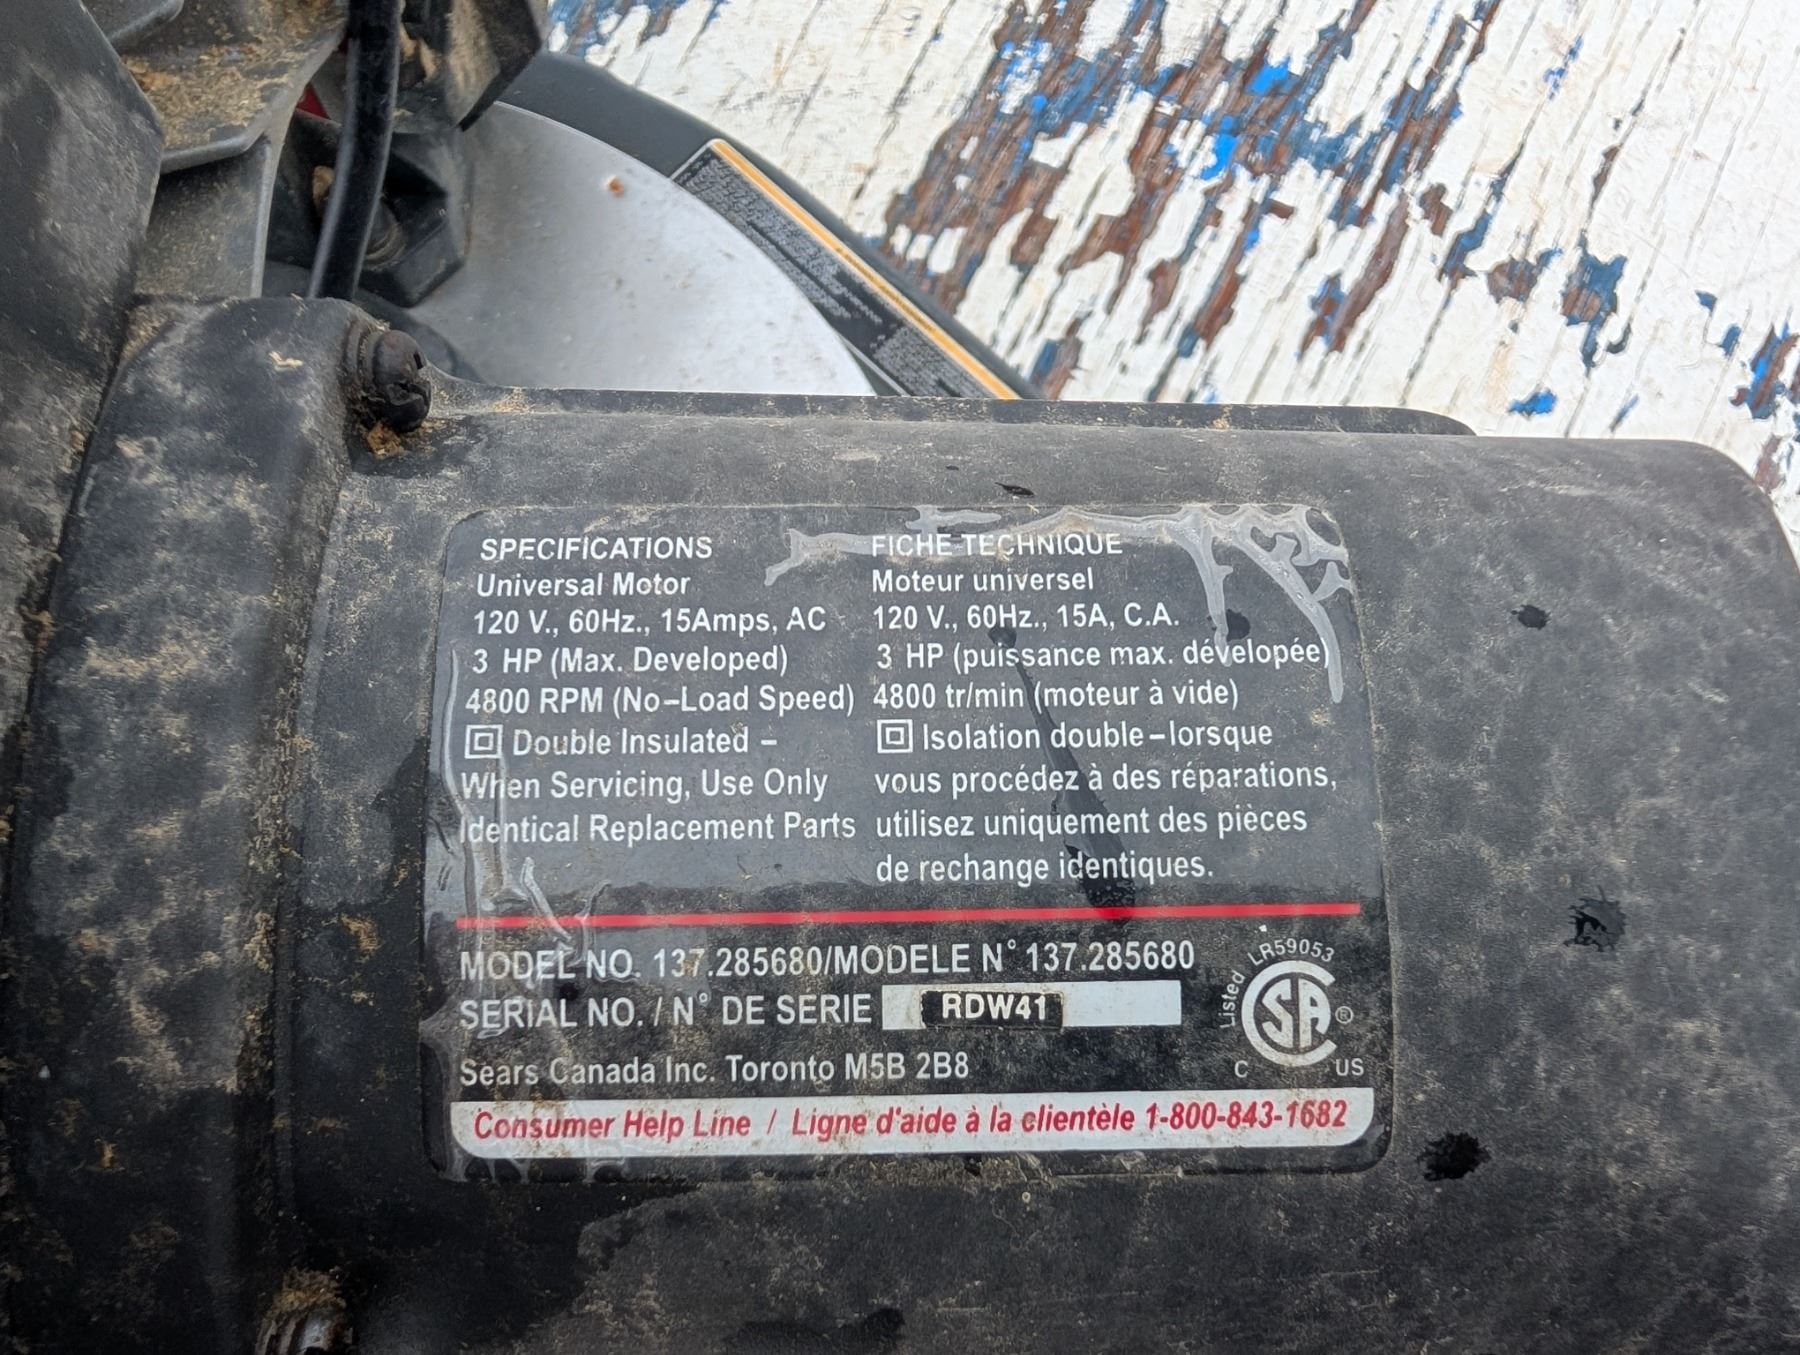 SPECIFICATIONS
Universal Motor
120 V., 60Hz., 15Amps, AC
3 HP (Max. Developed)
4800 RPM (No-Load Speed)
Double Insulated –
When Servicing, Use Only
Identical Replacement Parts
FICHE TECHNIQUE
Moteur universel
120 V., 60Hz., 15A, C.A.
3 HP (puissance max. dévelopée)
4800 tr/min (moteur à vide)
Isolation double – lorsque
vous procédez à des réparations,
utilisez uniquement des pièces
de rechange identiques.
MODEL NO. 137.285680/MODELE N° 137.285680
SERIAL NO. / N° DE SERIE RDW41
Sears Canada Inc. Toronto M5B 2B8
Listed LR59053
SA ®
C US
Consumer Help Line / Ligne d'aide à la clientèle 1-800-843-1682